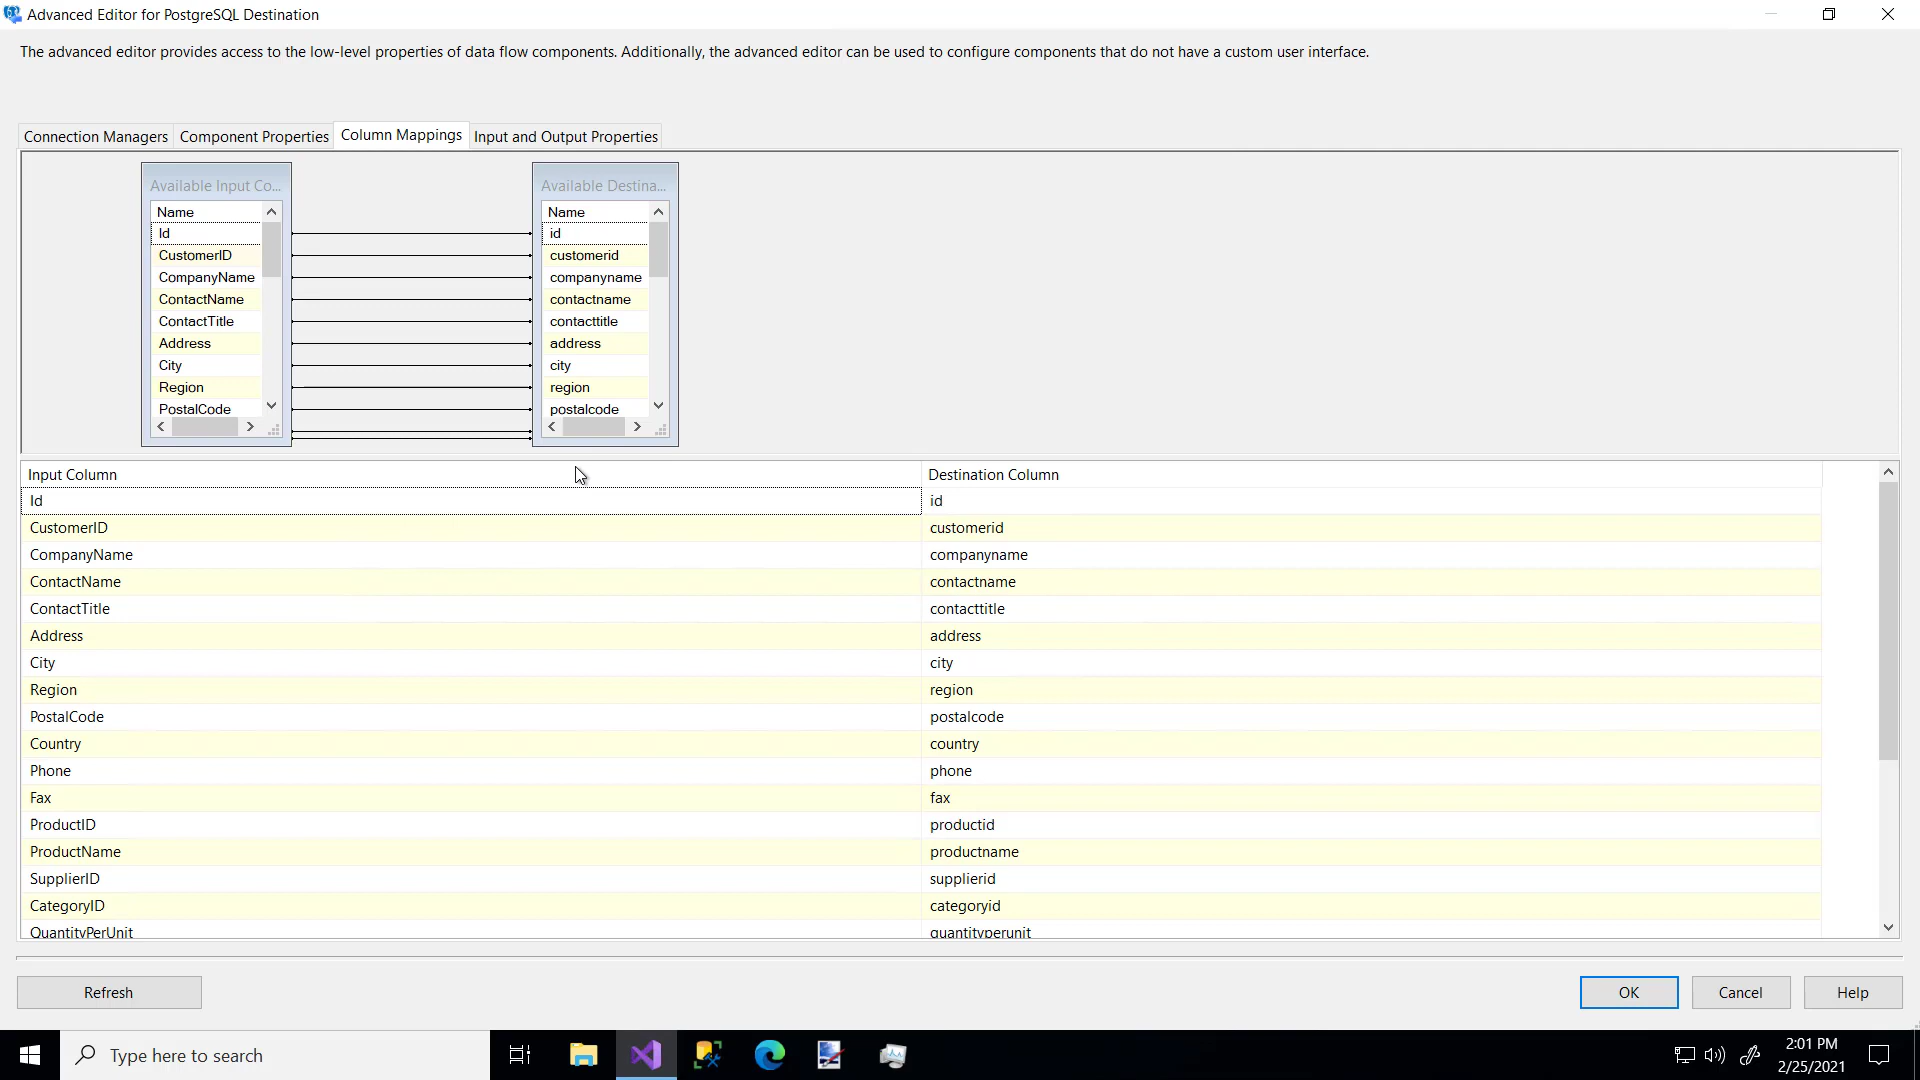 Advanced Editor for PostgreSQL Destination
The advanced editor provides access to the low-level properties of data flow components. Additionally, the advanced editor can be used to configure components that do not have a custom user interface.
Connection Managers Component Properties Column Mappings Input and Output Properties
Available Input Co... Available Destina...
Name Name
Id id
CustomerID customerid
CompanyName companyname
ContactName contactname
ContactTitle contacttitle
Address address
City city
Region region
PostalCode postalcode
Input Column Destination Column
Id id
CustomerID customerid
CompanyName companyname
ContactName contactname
ContactTitle contacttitle
Address address
City city
Region region
PostalCode postalcode
Country country
Phone phone
Fax fax
ProductID productid
ProductName productname
SupplierID supplierid
CategoryID categoryid
QuantityPerUnit quantityperunit
Refresh OK Cancel Help
Type here to search
2:01 PM
2/25/2021